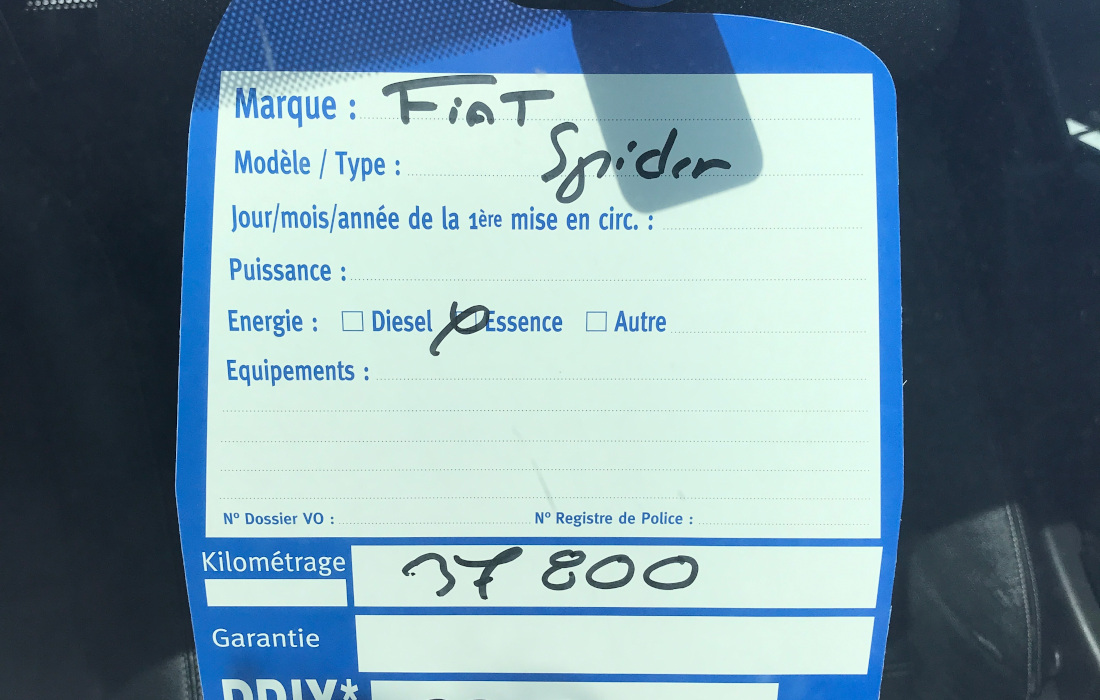 Marque : FiaT
Modèle / Type : Spider
Jour/mois/année de la 1ère mise en circ. :
Puissance :
Energie : Diesel Essence Autre
Equipements :
N° Dossier VO : N° Registre de Police :
Kilométrage 37 800
Garantie
PRIX*